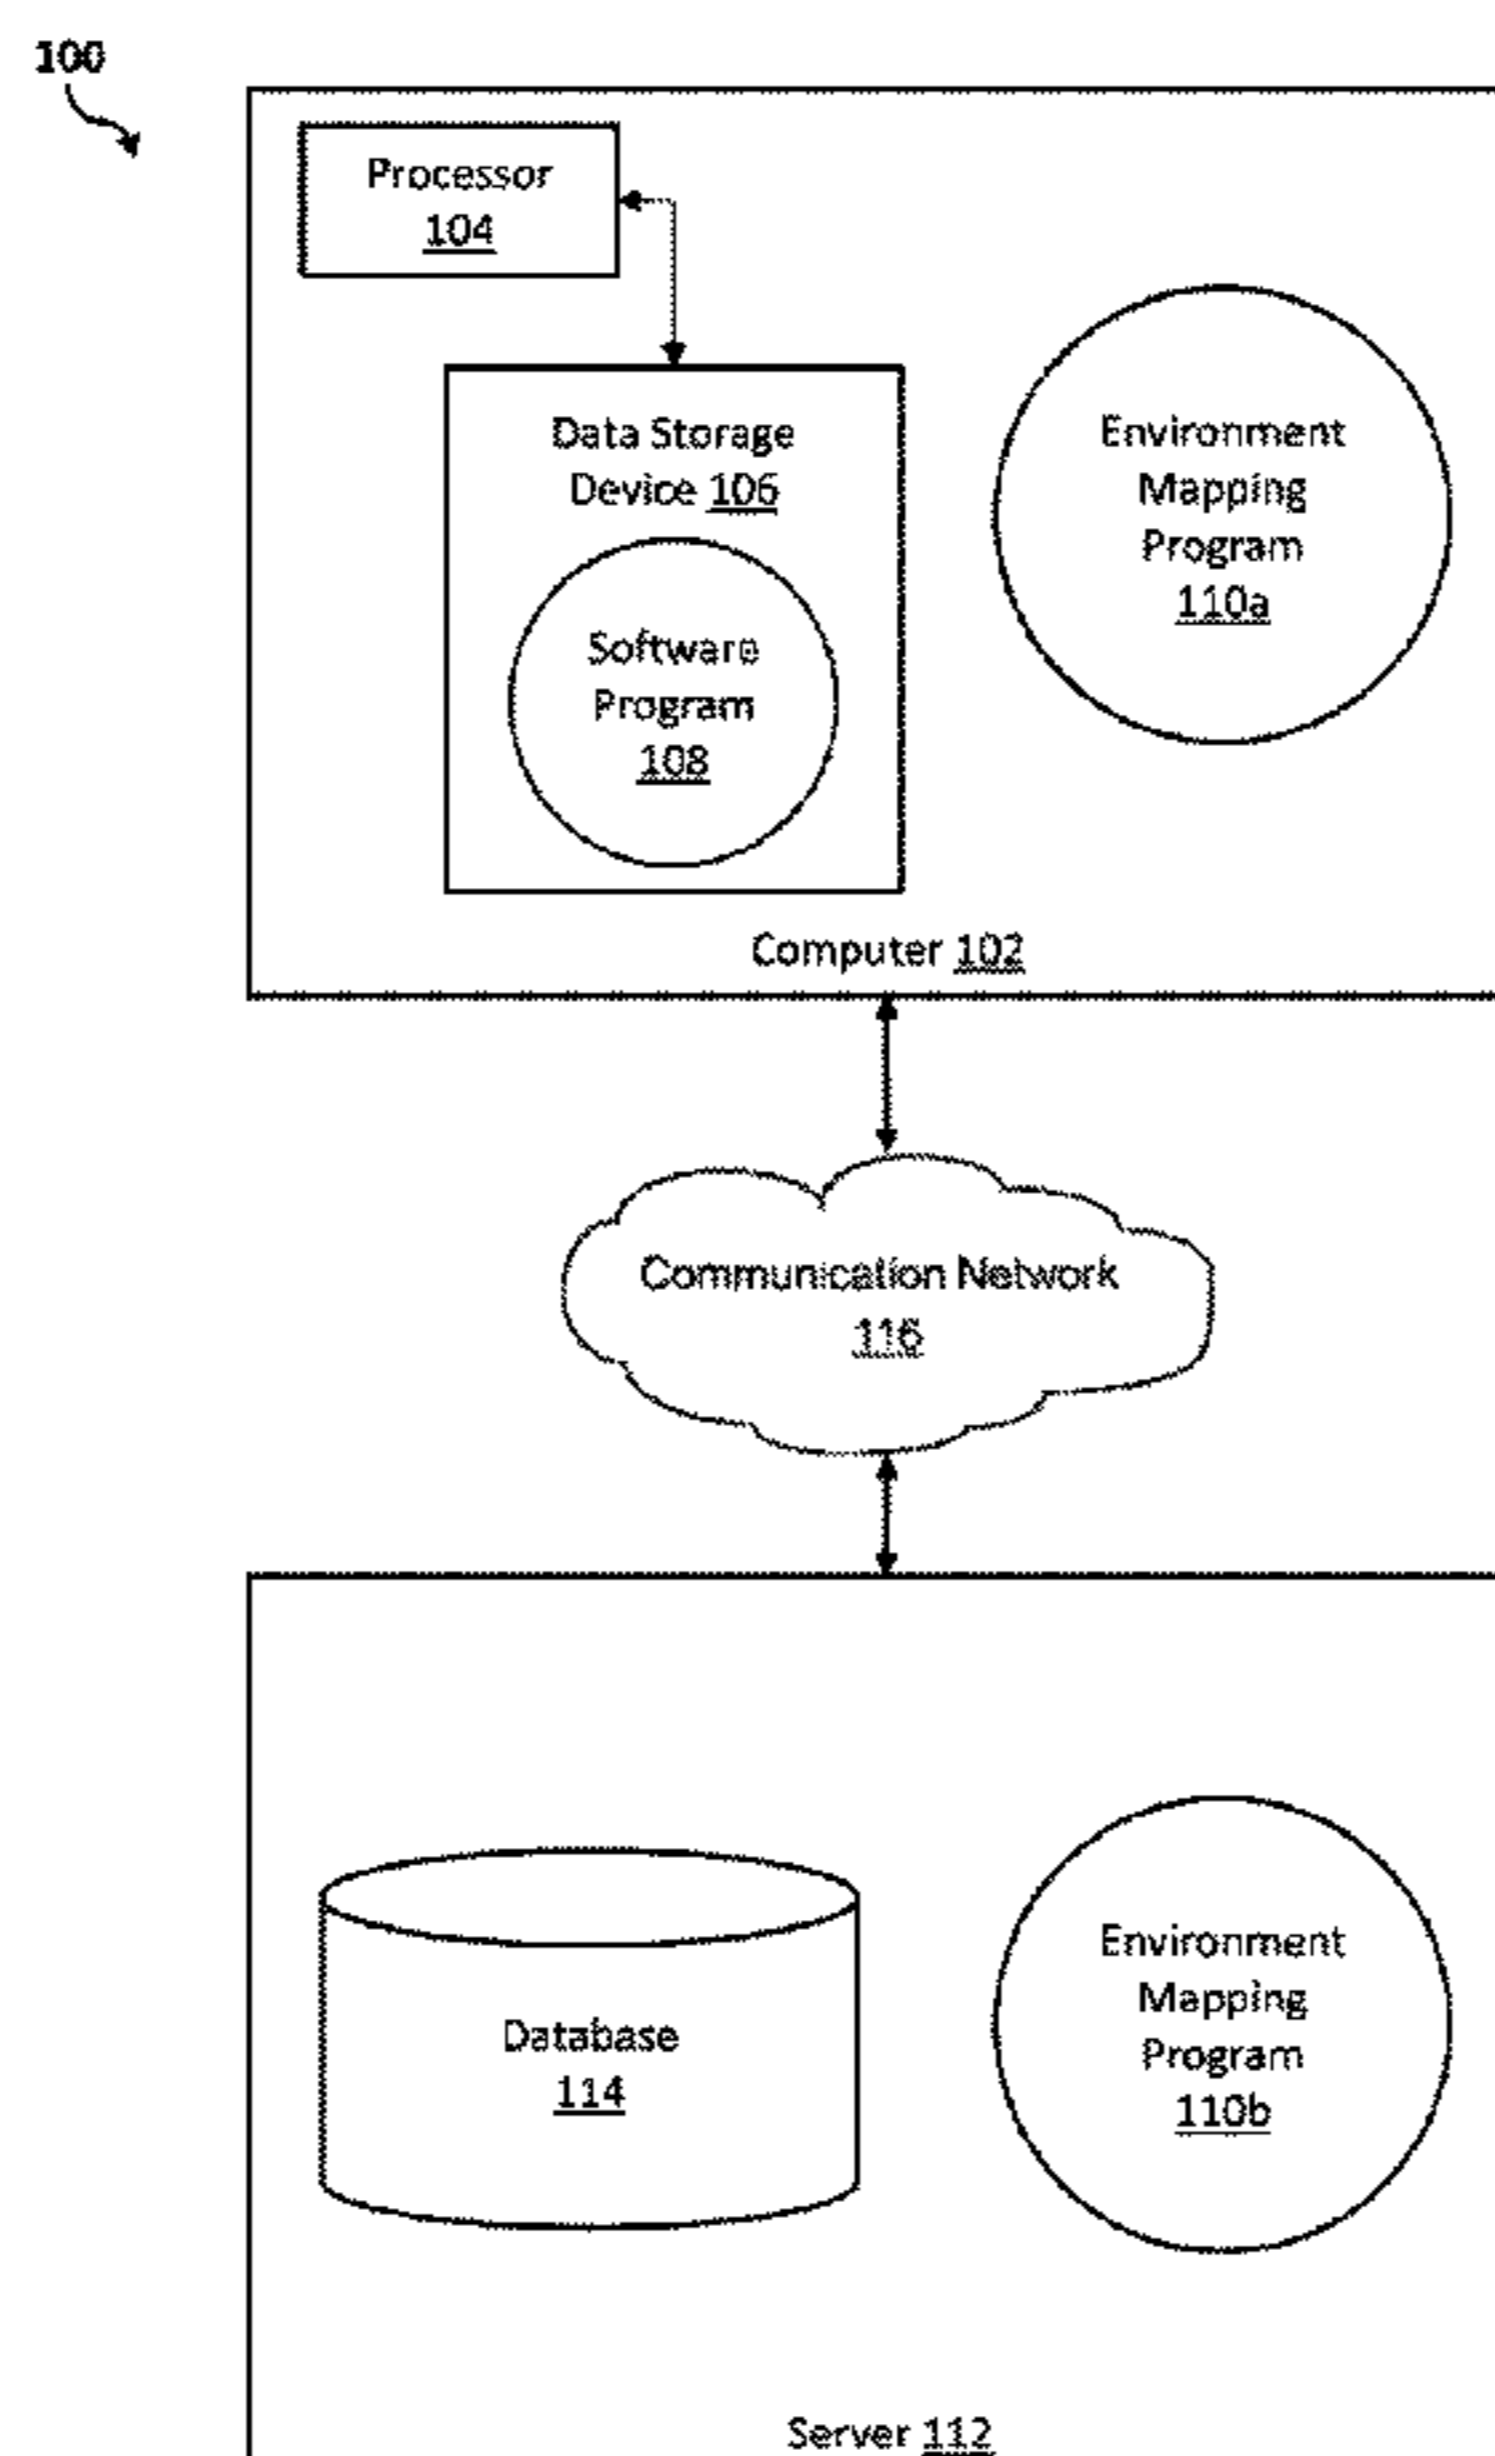 100
Processor
104
Data Storage
Device 106
Software
Program
108
Environment
Mapping
Program
110a
Computer 102
Communication Network
116
Database
114
Environment
Mapping
Program
110b
Server 112